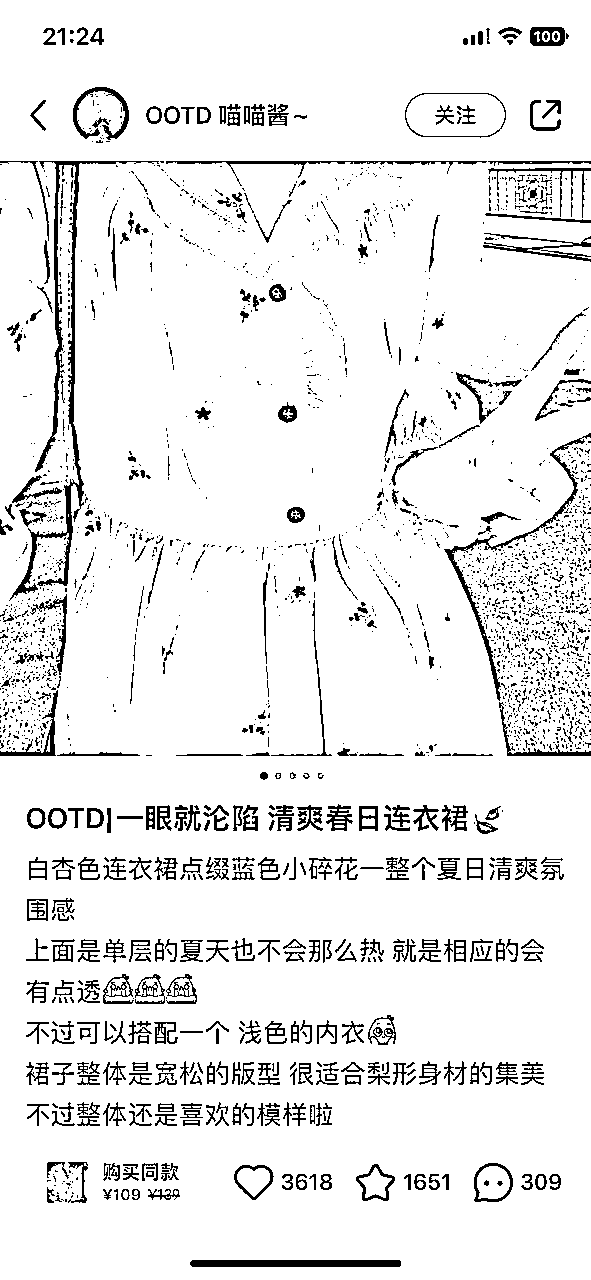 21:24
100
OOTD 喵喵酱~
关注
OOTD|一眼就沦陷 清爽春日连衣裙
白杏色连衣裙点缀蓝色小碎花一整个夏日清爽氛
围感
上面是单层的夏天也不会那么热 就是相应的会
有点透
不过可以搭配一个 浅色的内衣
裙子整体是宽松的版型 很适合梨形身材的集美
不过整体还是喜欢的模样啦
购买同款
¥109 ¥139
3618
1651
309